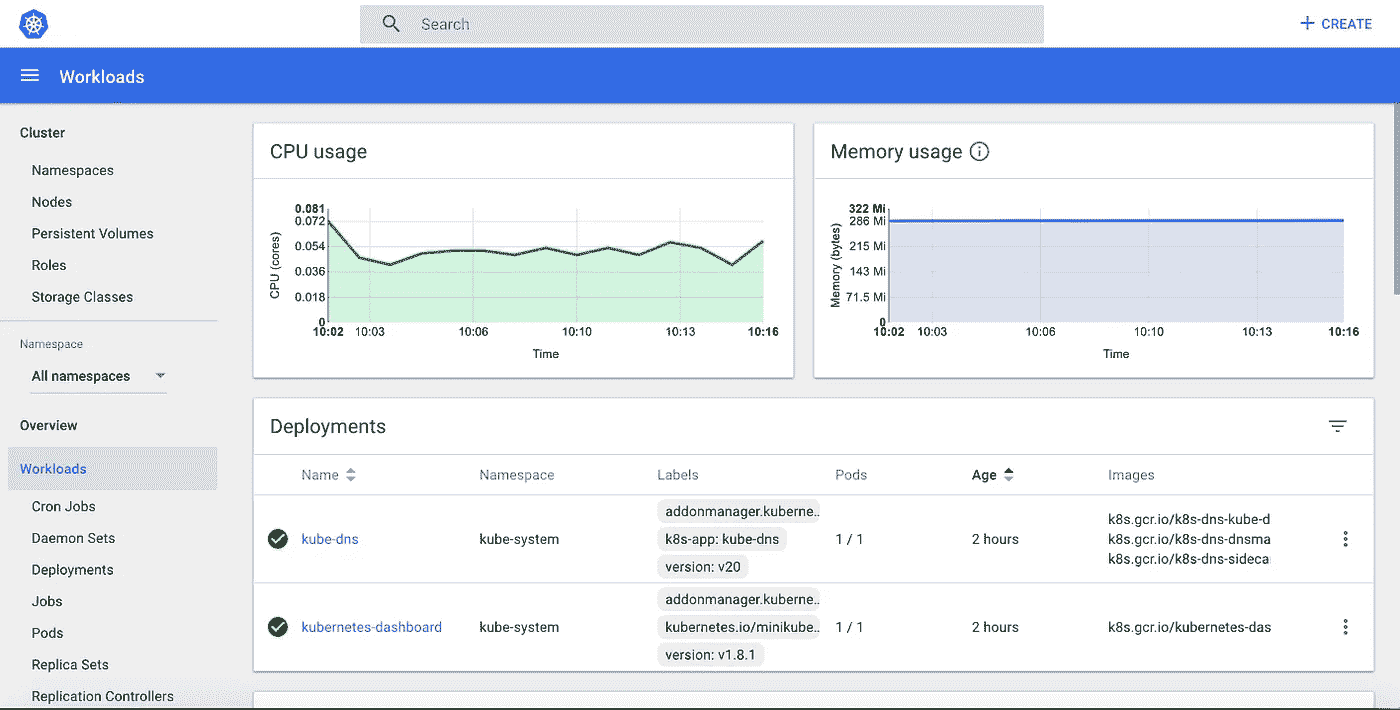 Search
CREATE
Workloads
Cluster
Namespaces
Nodes
Persistent Volumes
Roles
Storage Classes
Namespace
All namespaces
Overview
Workloads
Cron Jobs
Daemon Sets
Deployments
Jobs
Pods
Replica Sets
Replication Controllers
CPU usage
CPU (cores)
0.081
0.072
0.054
0.036
0.018
0
10:02 10:03 10:06 10:10 10:13 10:16
Time
Memory usage
Memory (bytes)
322 Mi
286 Mi
215 Mi
143 Mi
71.5 Mi
0
10:02 10:03 10:06 10:10 10:13 10:16
Time
Deployments
Name Namespace Labels Pods Age Images
kube-dns kube-system
addonmanager.kuberne..
k8s-app: kube-dns
version: v20
1 / 1 2 hours
k8s.gcr.io/k8s-dns-kube-d
k8s.gcr.io/k8s-dns-dnsma
k8s.gcr.io/k8s-dns-sideca
kubernetes-dashboard kube-system
addonmanager.kuberne..
kubernetes.io/minikube..
version: v1.8.1
1 / 1 2 hours
k8s.gcr.io/kubernetes-das